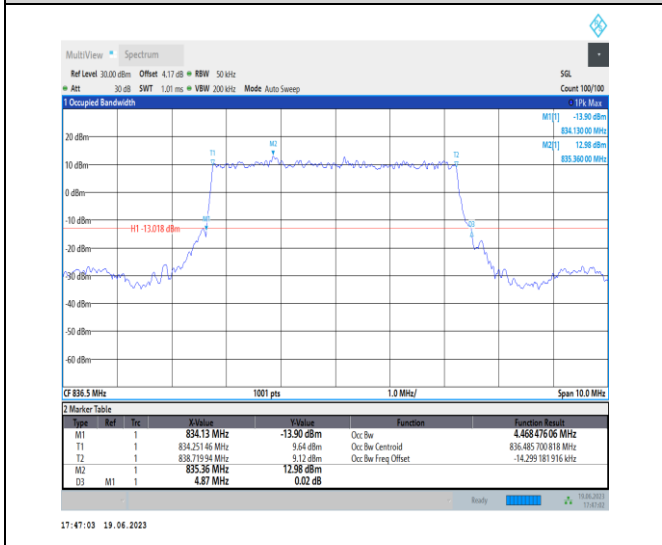 MultiView Spectrum
Ref Level 30.00 dBm Offset 4.17 dB RBW 50 kHz SGL
Att 30 dB SWT 1.01 ms VBW 200 kHz Mode Auto Sweep Count 100/100
1 Occupied Bandwidth 1Pk Max
M1[1] -13.90 dBm
834.130 00 MHz
M2[1] 12.98 dBm
835.360 00 MHz
20 dBm
M2
T1 T2
10 dBm
0 dBm
-10 dBm
M1 D3
H1 -13.018 dBm
-20 dBm
-30 dBm
-40 dBm
-50 dBm
-60 dBm
CF 836.5 MHz 1001 pts 1.0 MHz/ Span 10.0 MHz
2 Marker Table
Type Ref Trc X-Value Y-Value Function Function Result
M1 1 834.13 MHz -13.90 dBm Occ Bw 4.468 476 06 MHz
T1 1 834.251 46 MHz 9.64 dBm Occ Bw Centroid 836.485 700 818 MHz
T2 1 838.719 94 MHz 9.12 dBm Occ Bw Freq Offset -14.299 181 916 kHz
M2 1 835.36 MHz 12.98 dBm
D3 M1 1 4.87 MHz 0.02 dB
Ready 19.06.2023
17:47:02
17:47:03 19.06.2023